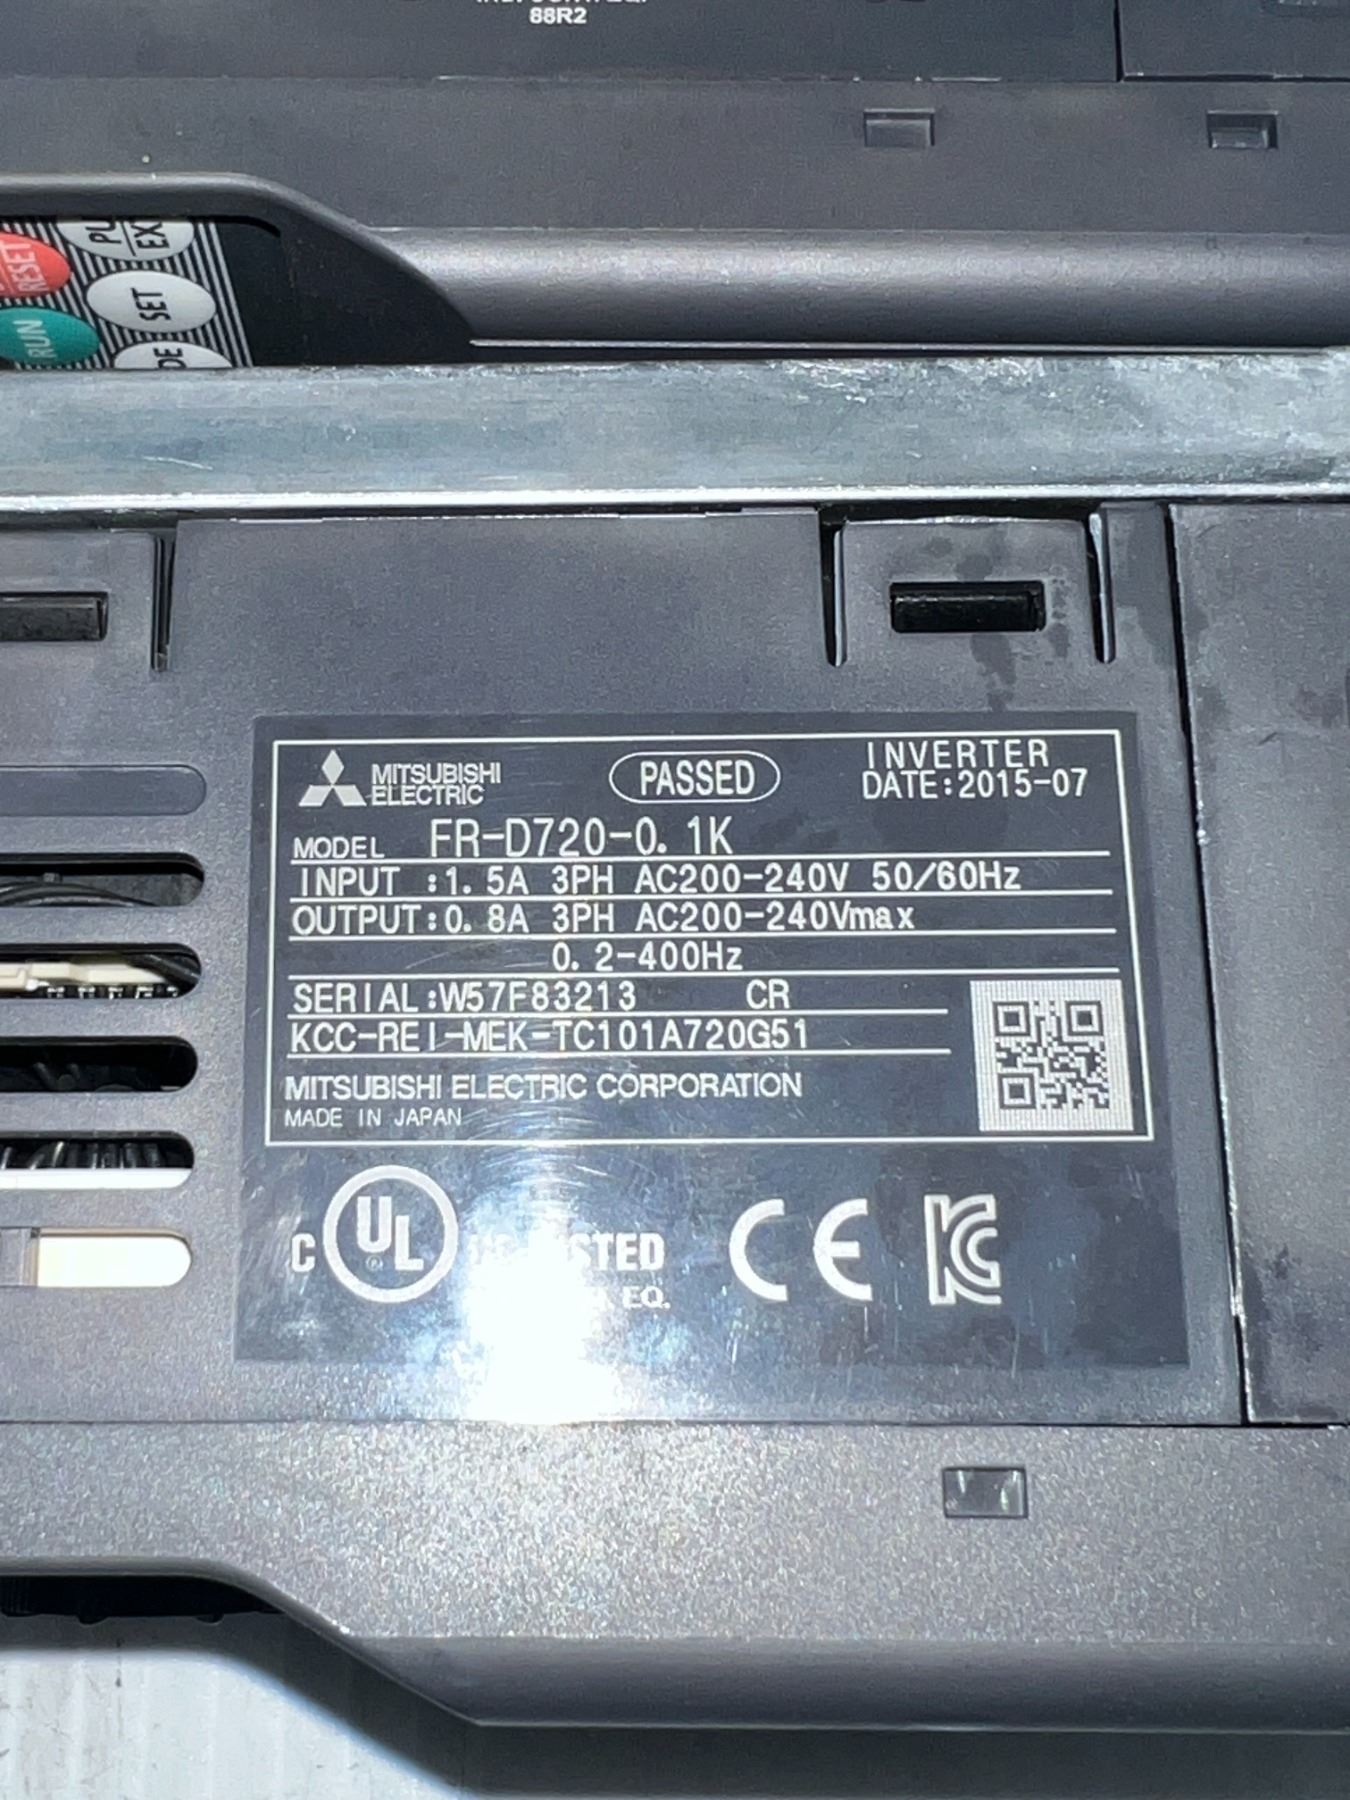 88R2
RESET
SET
RUN
MITSUBISHI
ELECTRIC
PASSED
INVERTER
DATE:2015-07
MODEL FR-D720-0.1K
INPUT :1.5A 3PH AC200-240V 50/60Hz
OUTPUT:0.8A 3PH AC200-240Vmax
0.2-400Hz
SERIAL:W57F83213 CR
KCC-REI-MEK-TC101A720G51
MITSUBISHI ELECTRIC CORPORATION
MADE IN JAPAN
C UL
EQ.
CE